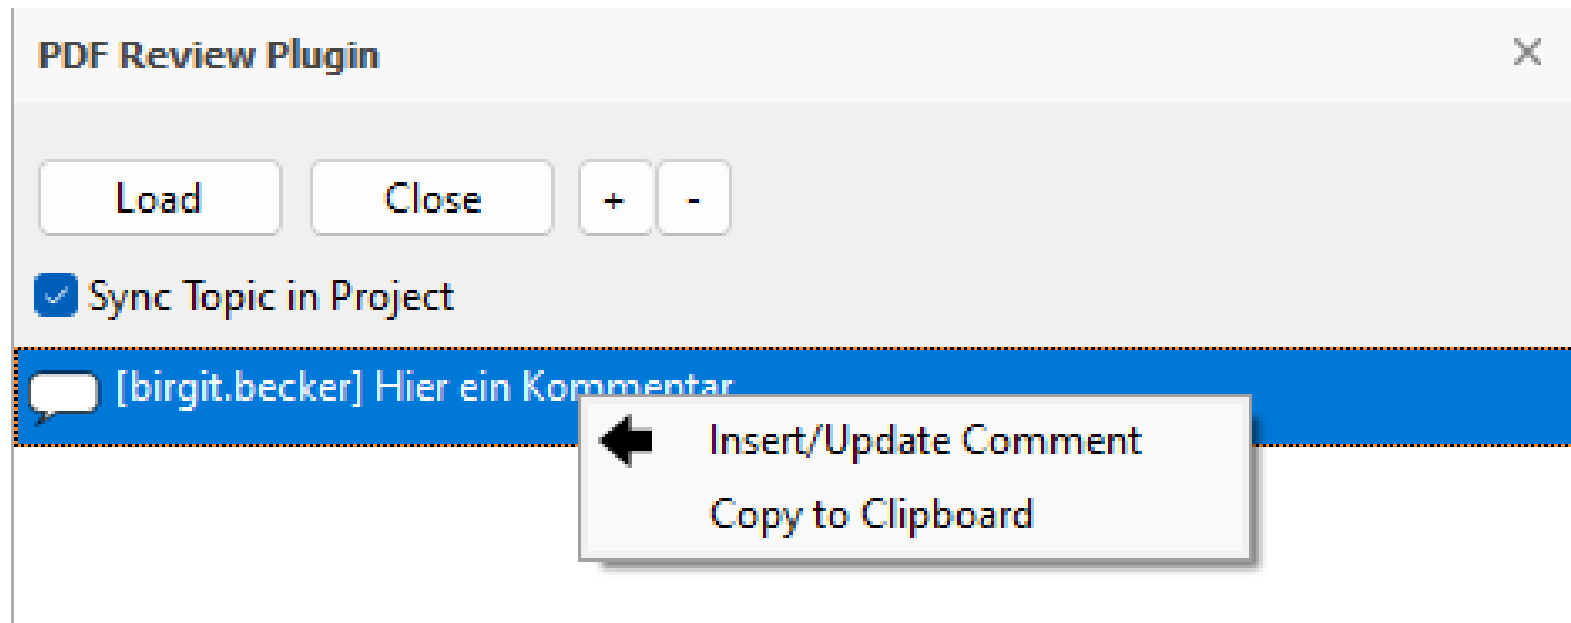 PDF Review Plugin
Load Close + -
Sync Topic in Project
[birgit.becker] Hier ein Kommentar
Insert/Update Comment
Copy to Clipboard